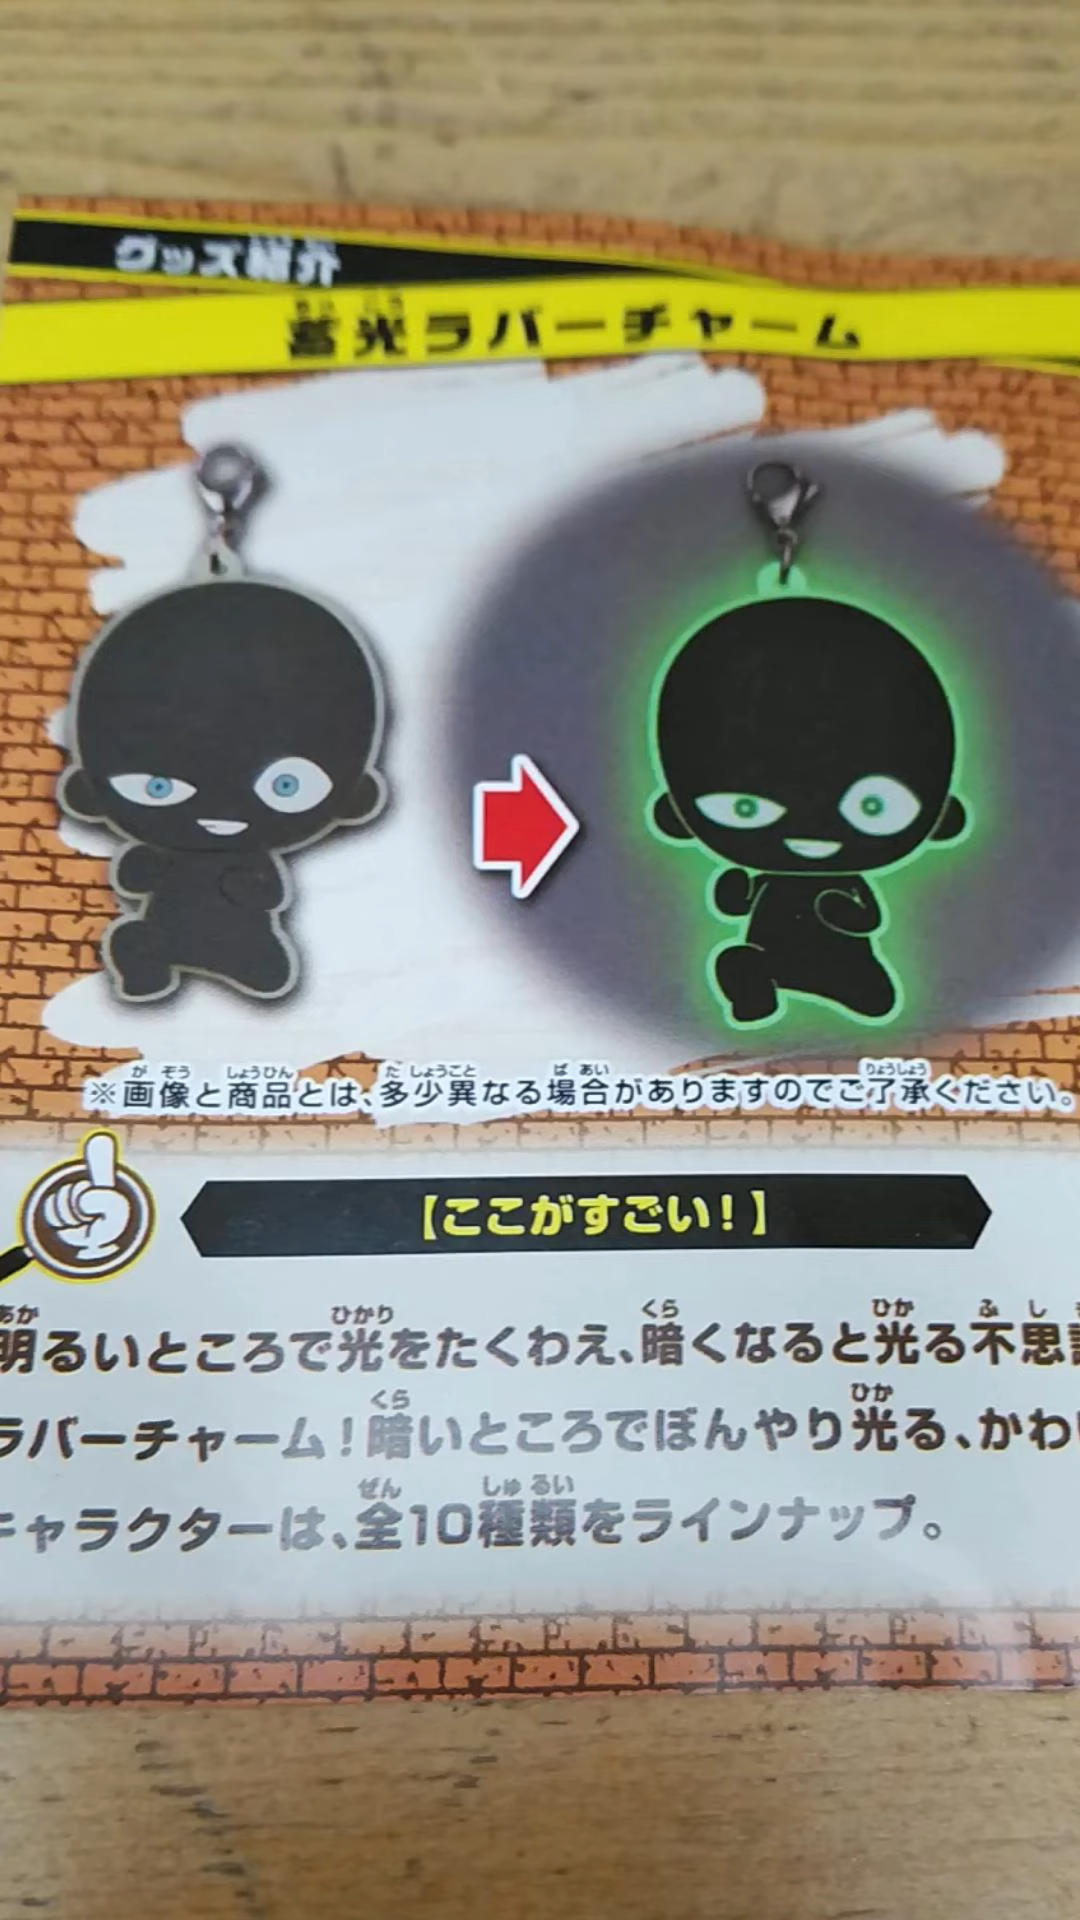 グッズ紹介
蓄光ラバーチャーム
※画像と商品とは、多少異なる場合がありますのでご了承ください。
【ここがすごい!】
明るいところで光をたくわえ、暗くなると光る不思
ラバーチャーム!暗いところでぼんやり光る、かわ
キャラクターは、全10種類をラインナップ。